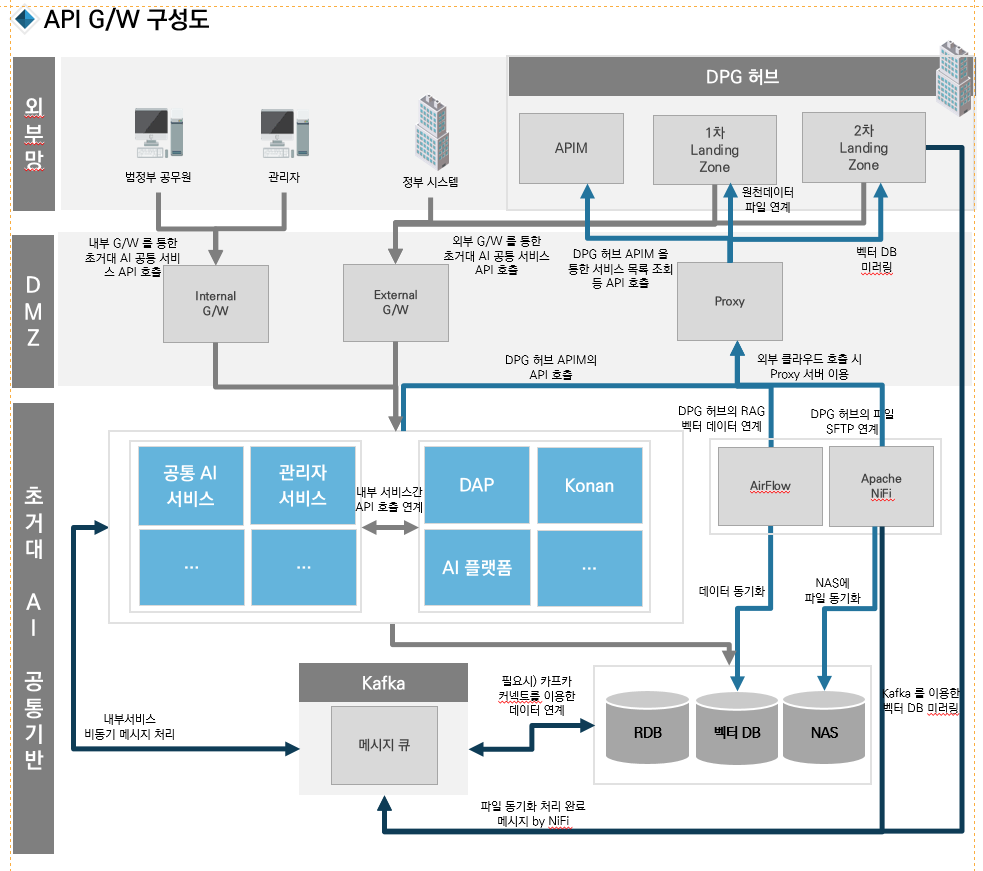 API G/W 구성도
외부망
DPG 허브
APIM
1차
Landing
Zone
2차
Landing
Zone
범정부 공무원
관리자
정부 시스템
원천데이터
파일 연계
DMZ
내부 G/W 를 통한
초거대 AI 공통 서비
스 API 호출
외부 G/W 를 통한
초거대 AI 공통 서비스
API 호출
DPG 허브 APIM 을
통한 서비스 목록 조회
등 API 호출
벡터 DB
미러링
Internal
G/W
External
G/W
Proxy
DPG 허브 APIM의
API 호출
외부 클라우드 호출 시
Proxy 서버 이용
초거대 AI 공통기반
DPG 허브의 RAG
벡터 데이터 연계
DPG 허브의 파일
SFTP 연계
공통 AI
서비스
관리자
서비스
...
...
내부 서비스간
API 호출 연계
DAP
Konan
AI 플랫폼
...
AirFlow
Apache
NiFi
데이터 동기화
NAS에
파일 동기화
Kafka
메시지 큐
필요시) 카프카
커넥트를 이용한
데이터 연계
RDB
벡터 DB
NAS
Kafka 를 이용한
벡터 DB 미러링
내부서비스
비동기 메시지 처리
파일 동기화 처리 완료
메시지 by NiFi